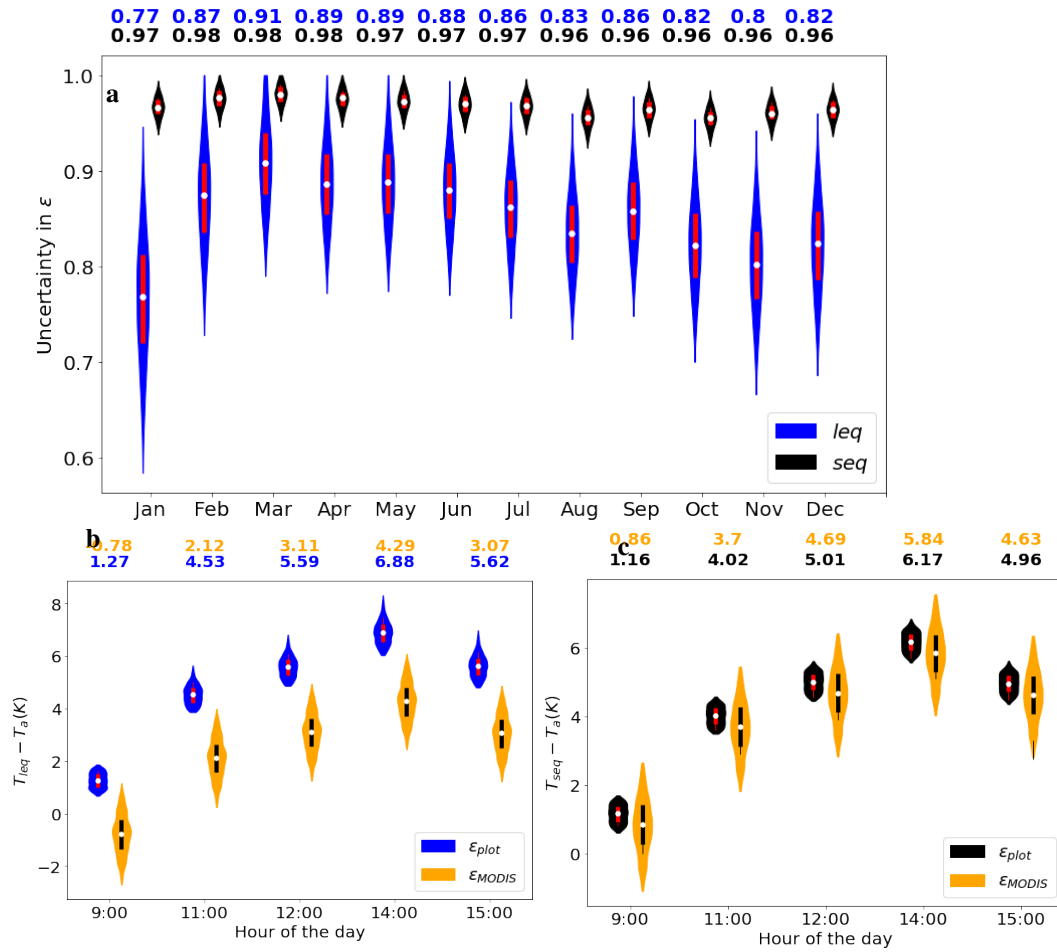 0.77 0.87 0.91 0.89 0.89 0.88 0.86 0.83 0.86 0.82 0.8 0.82
0.97 0.98 0.98 0.98 0.97 0.97 0.97 0.96 0.96 0.96 0.96 0.96
a
Uncertainty in ε
1.0
0.9
0.8
0.7
0.6
leq
seq
Jan Feb Mar Apr May Jun Jul Aug Sep Oct Nov Dec
b
0.78 2.12 3.11 4.29 3.07
1.27 4.53 5.59 6.88 5.62
T_leq − T_a(K)
8
6
4
2
0
−2
ε_plot
ε_MODIS
9:00 11:00 12:00 14:00 15:00
Hour of the day
c
0.86 3.7 4.69 5.84 4.63
1.16 4.02 5.01 6.17 4.96
T_seq − T_a(K)
6
4
2
0
ε_plot
ε_MODIS
9:00 11:00 12:00 14:00 15:00
Hour of the day